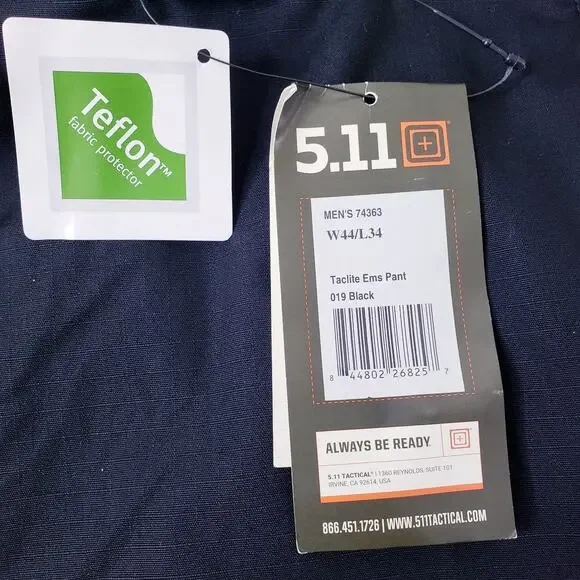 Teflon™
fabric protector
5.11
MEN'S 74363
W44/L34
Taclite Ems Pant
019 Black
8 44802 26825 7
ALWAYS BE READY
5.11 TACTICAL® | 1360 REYNOLDS, SUITE 101
IRVINE, CA 92614, USA
866.451.1726 | WWW.511TACTICAL.COM